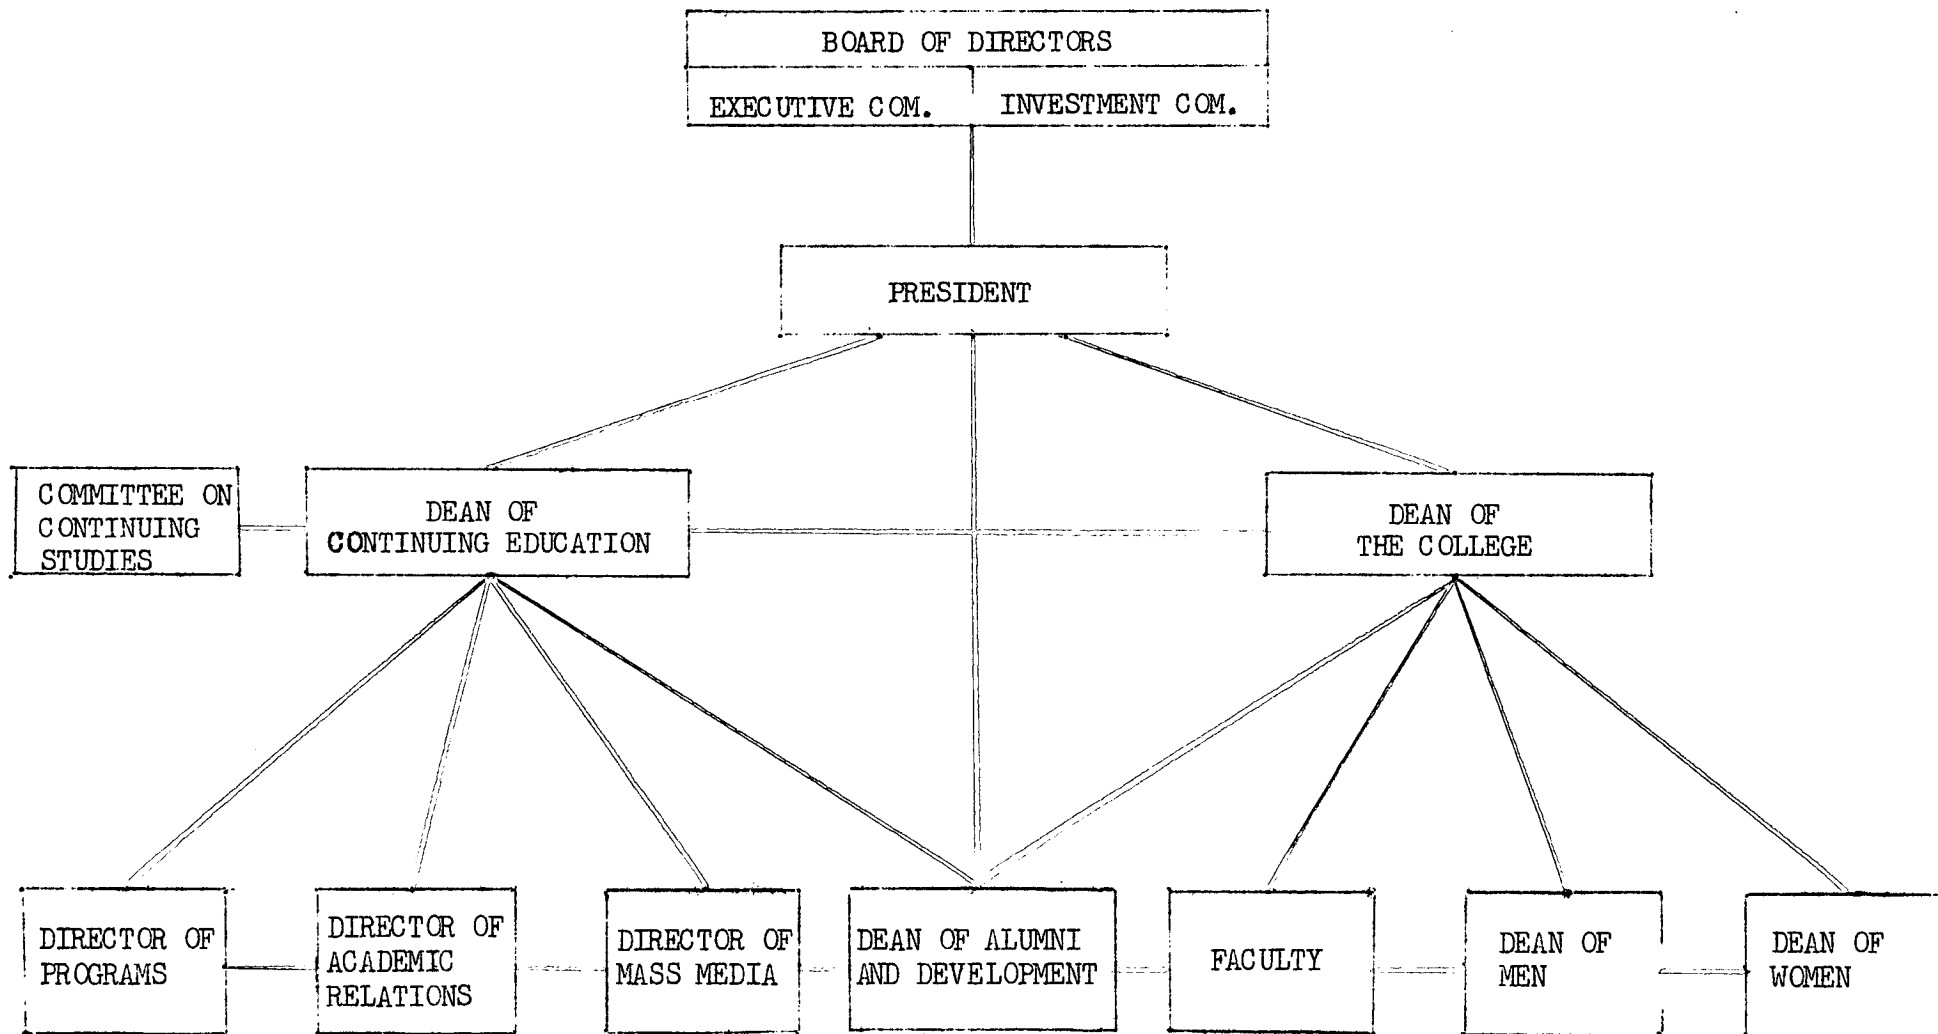 BOARD OF DIRECTORS
EXECUTIVE COM.
INVESTMENT COM.
PRESIDENT
COMMITTEE ON
CONTINUING
STUDIES
DEAN OF
CONTINUING EDUCATION
DEAN OF
THE COLLEGE
DIRECTOR OF
PROGRAMS
DIRECTOR OF
ACADEMIC
RELATIONS
DIRECTOR OF
MASS MEDIA
DEAN OF ALUMNI
AND DEVELOPMENT
FACULTY
DEAN OF
MEN
DEAN OF
WOMEN